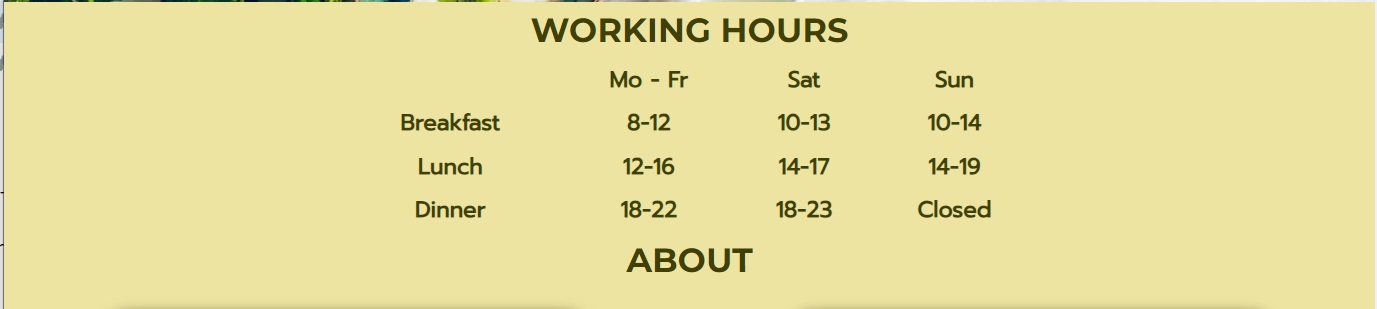 WORKING HOURS
Mo - Fr Sat Sun
Breakfast 8-12 10-13 10-14
Lunch 12-16 14-17 14-19
Dinner 18-22 18-23 Closed
ABOUT